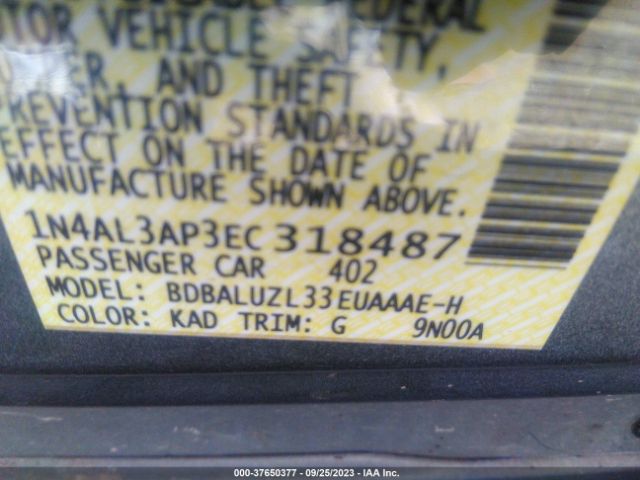 FEDERAL
MOTOR VEHICLE SAFETY,
BUMPER, AND THEFT
PREVENTION STANDARDS IN
EFFECT ON THE DATE OF
MANUFACTURE SHOWN ABOVE.
1N4AL3AP3EC318487
PASSENGER CAR 402
MODEL: BDBALUZL33EUAAAE-H
COLOR: KAD TRIM: G 9N00A
000-37650377 - 09/25/2023 - IAA Inc.